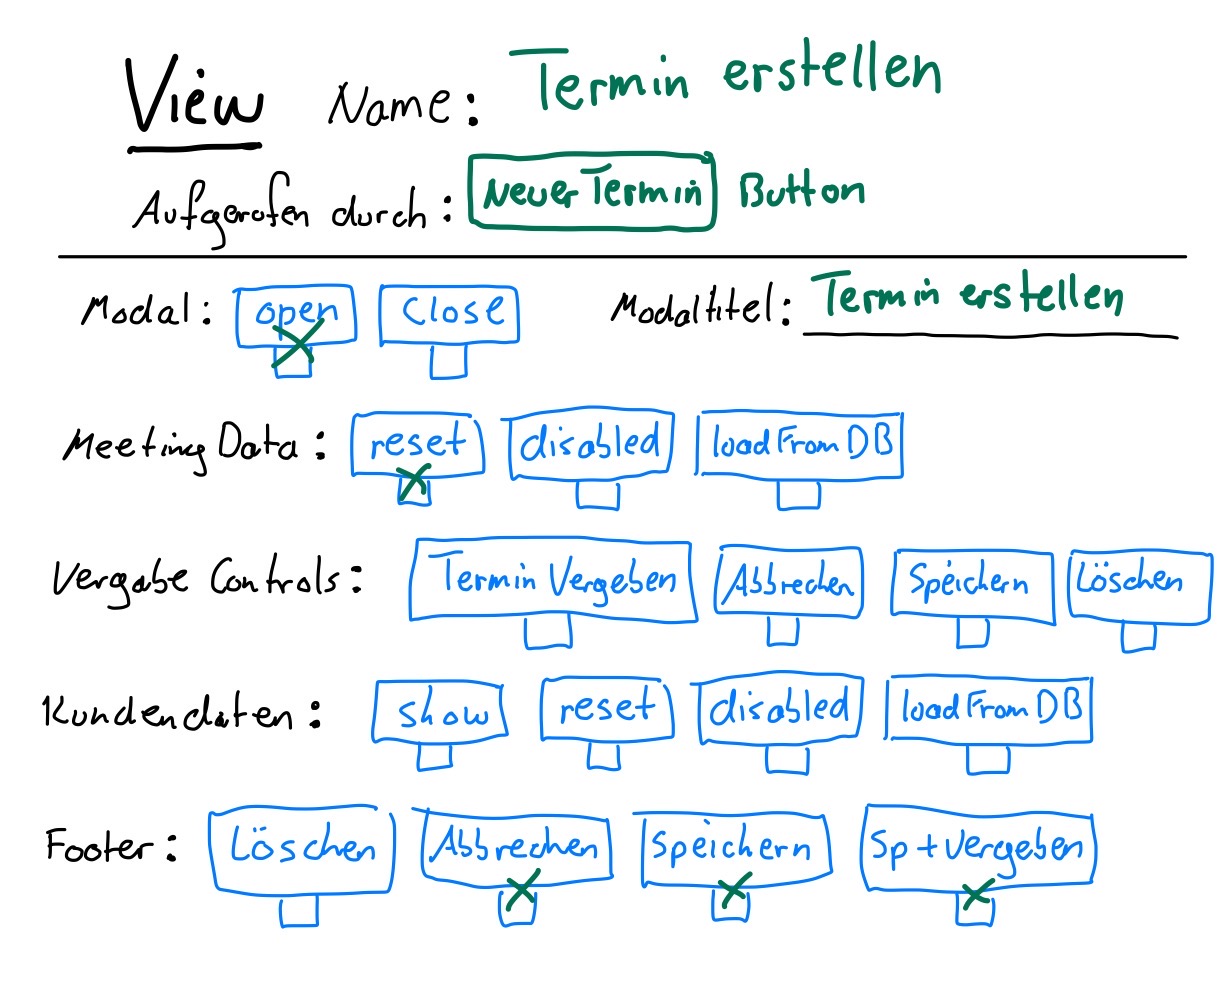 View Name: Termin erstellen
Aufgerufen durch: Neuer Termin Button
Modal: open Close Modaltitel: Termin erstellen
Meeting Data: reset disabled loadFromDB
Vergabe Controls: Termin Vergeben Abbrechen Speichern Löschen
Kundendaten: show reset disabled loadFromDB
Footer: Löschen Abbrechen Speichern Sp+Vergeben